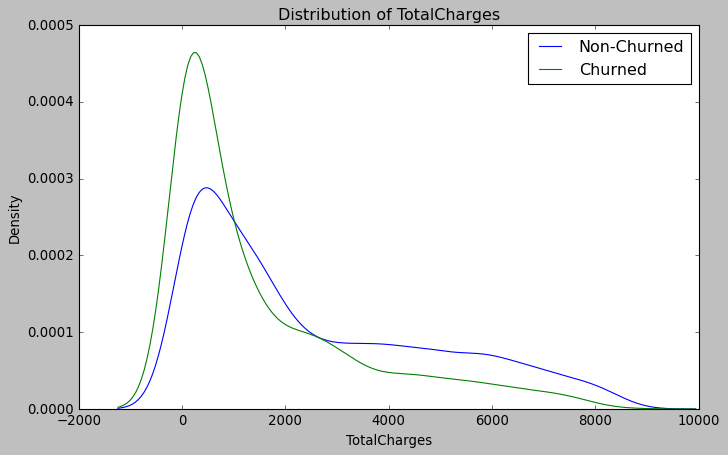 Distribution of TotalCharges
0.0005
0.0004
0.0003
0.0002
0.0001
0.0000
Density
Non-Churned
Churned
−2000
0
2000
4000
6000
8000
10000
TotalCharges